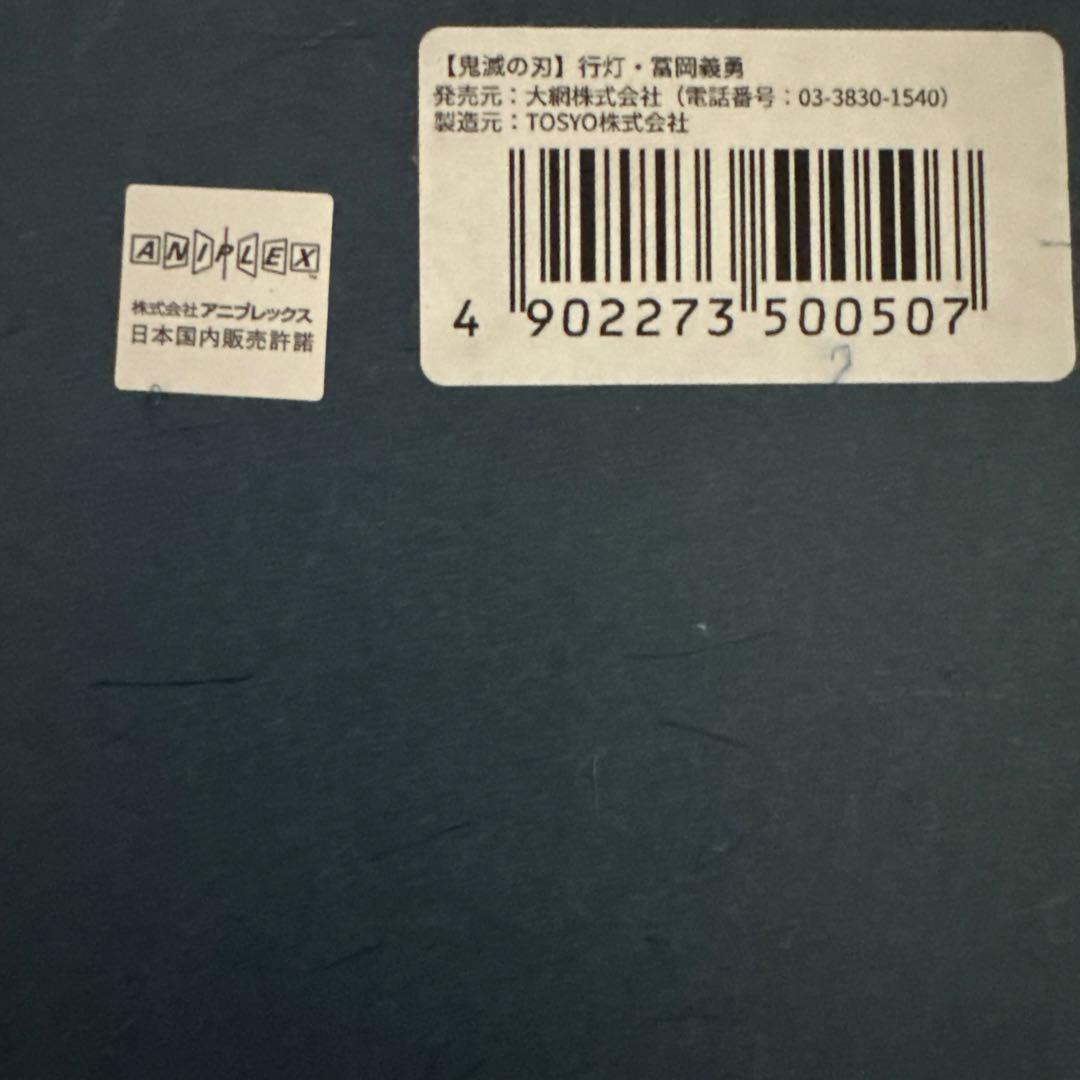 【鬼滅の刃】行灯・冨岡義勇
発売元：大網株式会社（電話番号：03-3830-1540）
製造元：TOSYO株式会社
4 902273 500507
ANIPLEX
株式会社アニプレックス
日本国内販売許諾